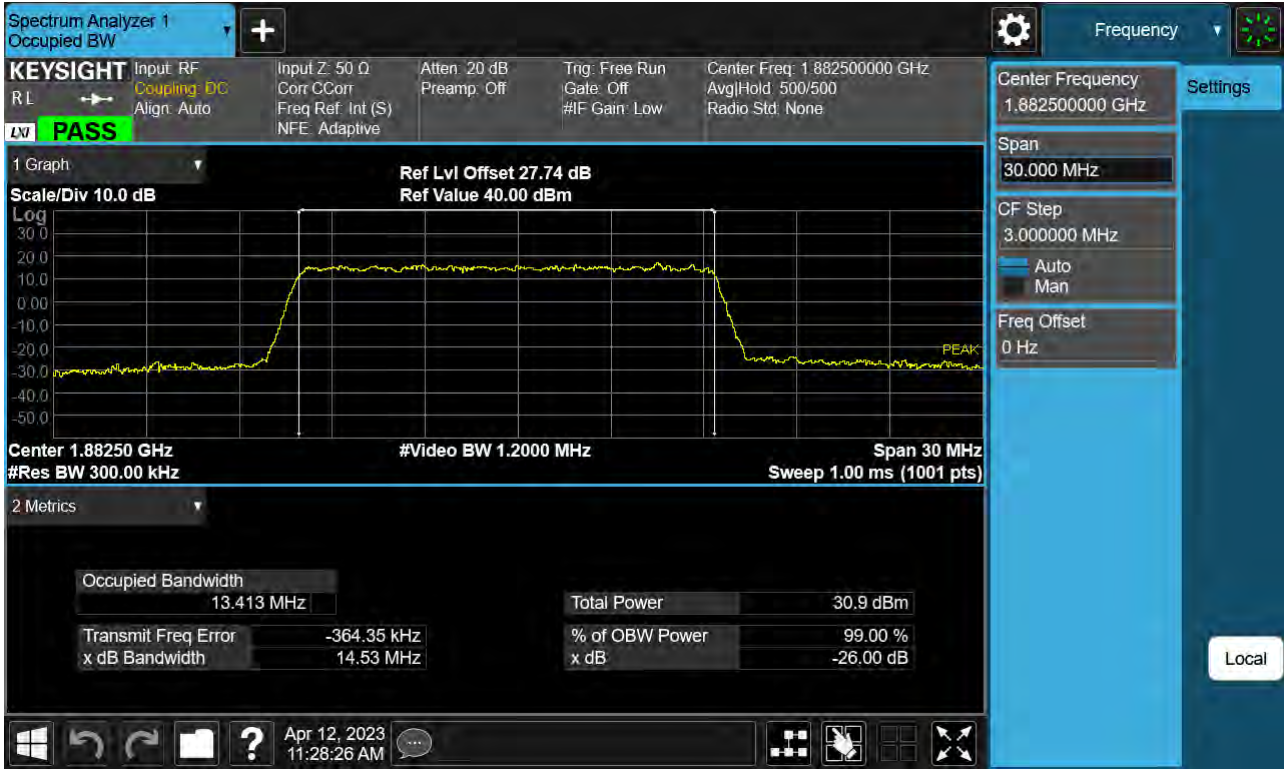 Spectrum Analyzer 1
Occupied BW
+
Frequency
KEYSIGHT
RL
LXI
PASS
Input: RF
Coupling: DC
Align: Auto
Input Z: 50 Ω
Corr CCorr
Freq Ref: Int (S)
NFE: Adaptive
Atten: 20 dB
Preamp: Off
Trig: Free Run
Gate: Off
#IF Gain: Low
Center Freq: 1.882500000 GHz
Avg|Hold: 500/500
Radio Std: None
1 Graph
Scale/Div 10.0 dB
Ref Lvl Offset 27.74 dB
Ref Value 40.00 dBm
Log
30.0
20.0
10.0
0.00
-10.0
-20.0
-30.0
-40.0
-50.0
PEAK
Center 1.88250 GHz
#Video BW 1.2000 MHz
Span 30 MHz
#Res BW 300.00 kHz
Sweep 1.00 ms (1001 pts)
2 Metrics
Occupied Bandwidth
13.413 MHz
Transmit Freq Error -364.35 kHz
x dB Bandwidth 14.53 MHz
Total Power 30.9 dBm
% of OBW Power 99.00 %
x dB -26.00 dB
Center Frequency
1.882500000 GHz
Span
30.000 MHz
CF Step
3.000000 MHz
Auto
Man
Freq Offset
0 Hz
Settings
Local
?
Apr 12, 2023
11:28:26 AM